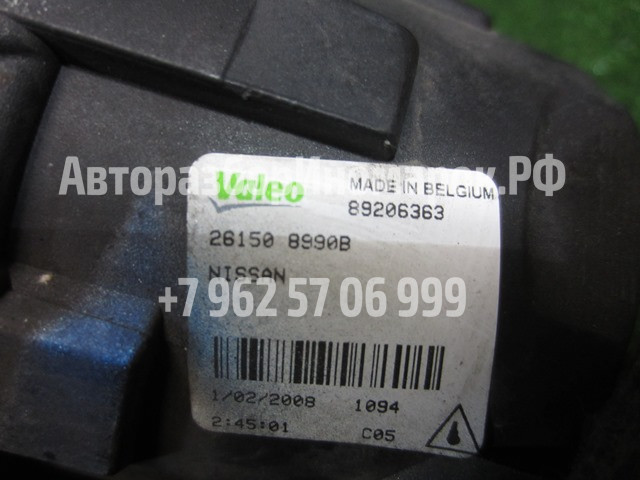 Valeo MADE IN BELGIUM
89206363
26150 8990B
NISSAN
+7 962 57 06 999
1/02/2008 1094
2:45:01 C05